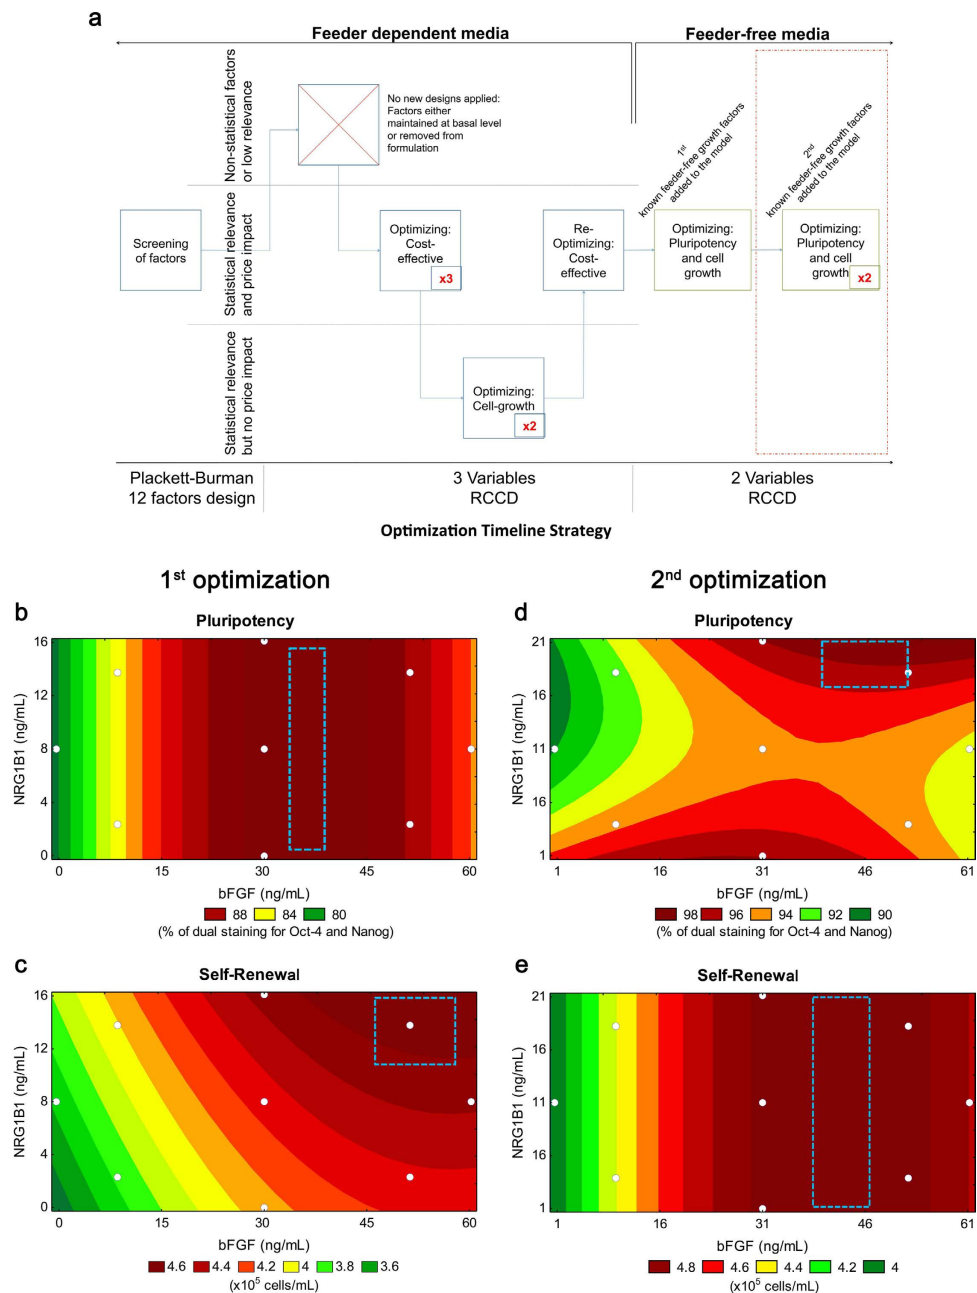 a
Feeder dependent media
Feeder-free media
Non-statistical factors
or low relevance
No new designs applied:
Factors either
maintained at basal level
or removed from
formulation
1st
known feeder-free growth factors
added to the model
2nd
known feeder-free growth factors
added to the model
Statistical relevance
and price impact
Screening
of factors
Optimizing:
Cost-
effective
x3
Re-
Optimizing:
Cost-
effective
Optimizing:
Pluripotency
and cell
growth
Optimizing:
Pluripotency
and cell
growth
x2
Statistical relevance
but no price impact
Optimizing:
Cell-growth
x2
Plackett-Burman
12 factors design
3 Variables
RCCD
2 Variables
RCCD
Optimization Timeline Strategy
1st optimization
2nd optimization
b
Pluripotency
NRG1B1 (ng/mL)
16
12
8
4
0
0 15 30 45 60
bFGF (ng/mL)
88 84 80
(% of dual staining for Oct-4 and Nanog)
d
Pluripotency
NRG1B1 (ng/mL)
21
16
11
16
1
1 16 31 46 61
bFGF (ng/mL)
98 96 94 92 90
(% of dual staining for Oct-4 and Nanog)
c
Self-Renewal
NRG1B1 (ng/mL)
16
12
8
4
0
0 15 30 47 60
bFGF (ng/mL)
4.6 4.4 4.2 4 3.8 3.6
(x10⁵ cells/mL)
e
Self-Renewal
NRG1B1 (ng/mL)
21
16
11
16
1
1 16 31 46 61
bFGF (ng/mL)
4.8 4.6 4.4 4.2 4
(x10⁵ cells/mL)